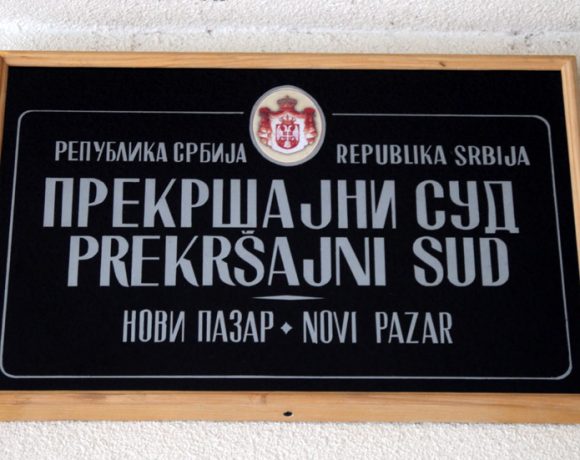 РЕПУБЛИКА СРБИЈА REPUBLIKA SRBIJA
ПРЕКРШАЈНИ СУД
PREKRŠAJNI SUD
НОВИ ПАЗАР • NOVI PAZAR